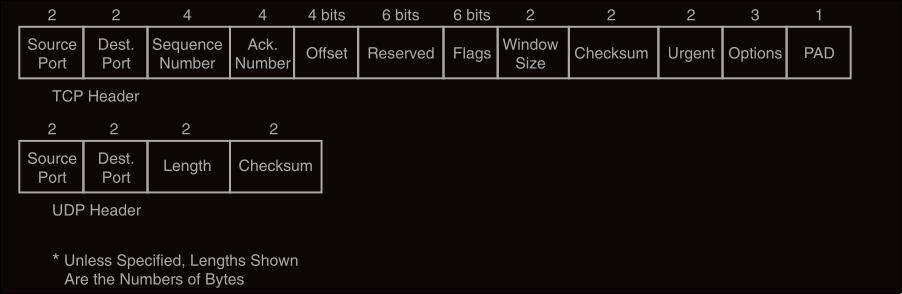 2 2 4 4 4 bits 6 bits 6 bits 2 2 2 3 1
Source Port Dest. Port Sequence Number Ack. Number Offset Reserved Flags Window Size Checksum Urgent Options PAD
TCP Header
2 2 2 2
Source Port Dest. Port Length Checksum
UDP Header
* Unless Specified, Lengths Shown
Are the Numbers of Bytes